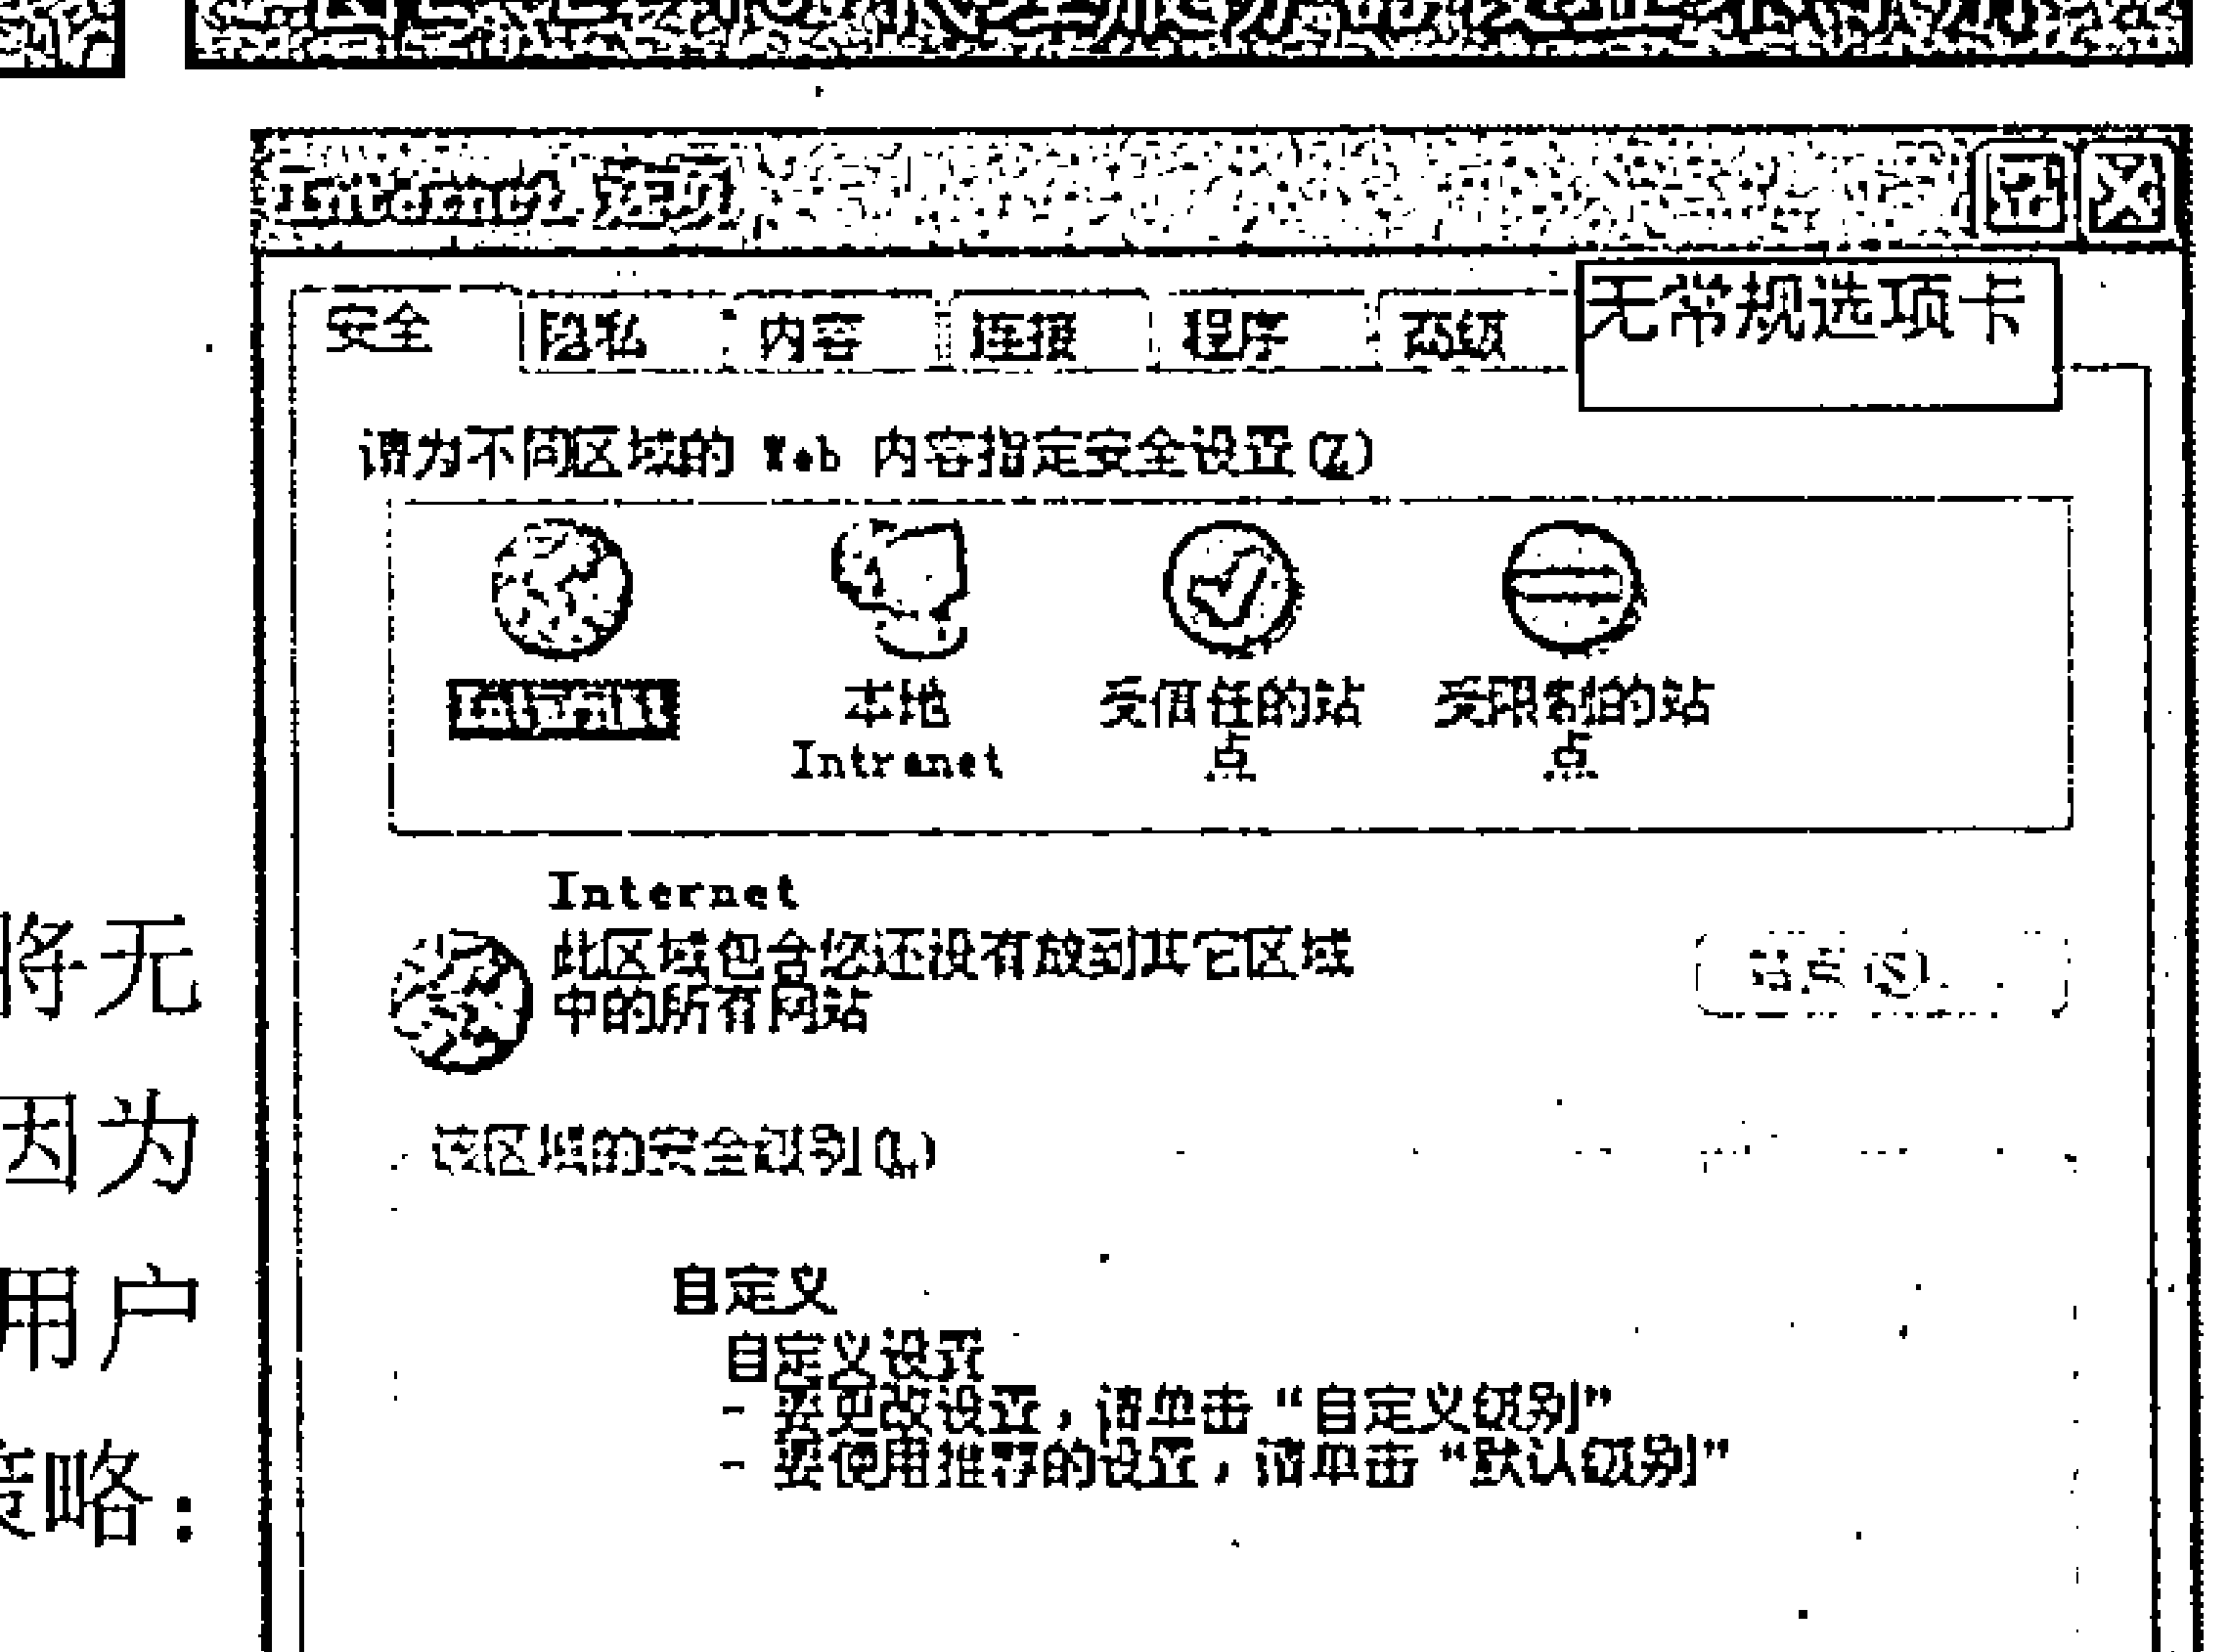 Internet 选项
无常规选项卡
安全 隐私 内容 连接 程序 高级
请为不同区域的 Web 内容指定安全设置(Z)
Internet
本地
Intranet
受信任的站
点
受限制的站
点
Internet
此区域包含您还没有放到其它区域
中的所有网站
站点(S)
该区域的安全级别(L)
自定义
自定义设置
- 要更改设置，请单击“自定义级别”
- 要使用推荐的设置，请单击“默认级别”
将无
因为
用户
策略：